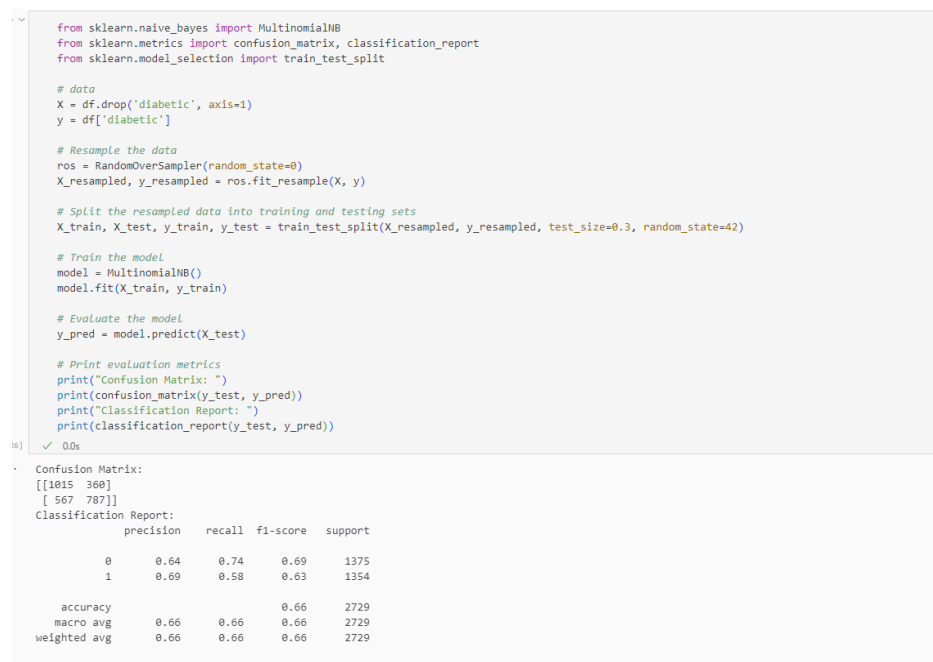 from sklearn.naive_bayes import MultinomialNB
from sklearn.metrics import confusion_matrix, classification_report
from sklearn.model_selection import train_test_split
# data
X = df.drop('diabetic', axis=1)
y = df['diabetic']
# Resample the data
ros = RandomOverSampler(random_state=0)
X_resampled, y_resampled = ros.fit_resample(X, y)
# Split the resampled data into training and testing sets
X_train, X_test, y_train, y_test = train_test_split(X_resampled, y_resampled, test_size=0.3, random_state=42)
# Train the model
model = MultinomialNB()
model.fit(X_train, y_train)
# Evaluate the model
y_pred = model.predict(X_test)
# Print evaluation metrics
print("Confusion Matrix: ")
print(confusion_matrix(y_test, y_pred))
print("Classification Report: ")
print(classification_report(y_test, y_pred))
✓ 0.0s
Confusion Matrix:
[[1015 360]
[ 567 787]]
Classification Report:
precision recall f1-score support
0 0.64 0.74 0.69 1375
1 0.69 0.58 0.63 1354
accuracy 0.66 2729
macro avg 0.66 0.66 0.66 2729
weighted avg 0.66 0.66 0.66 2729